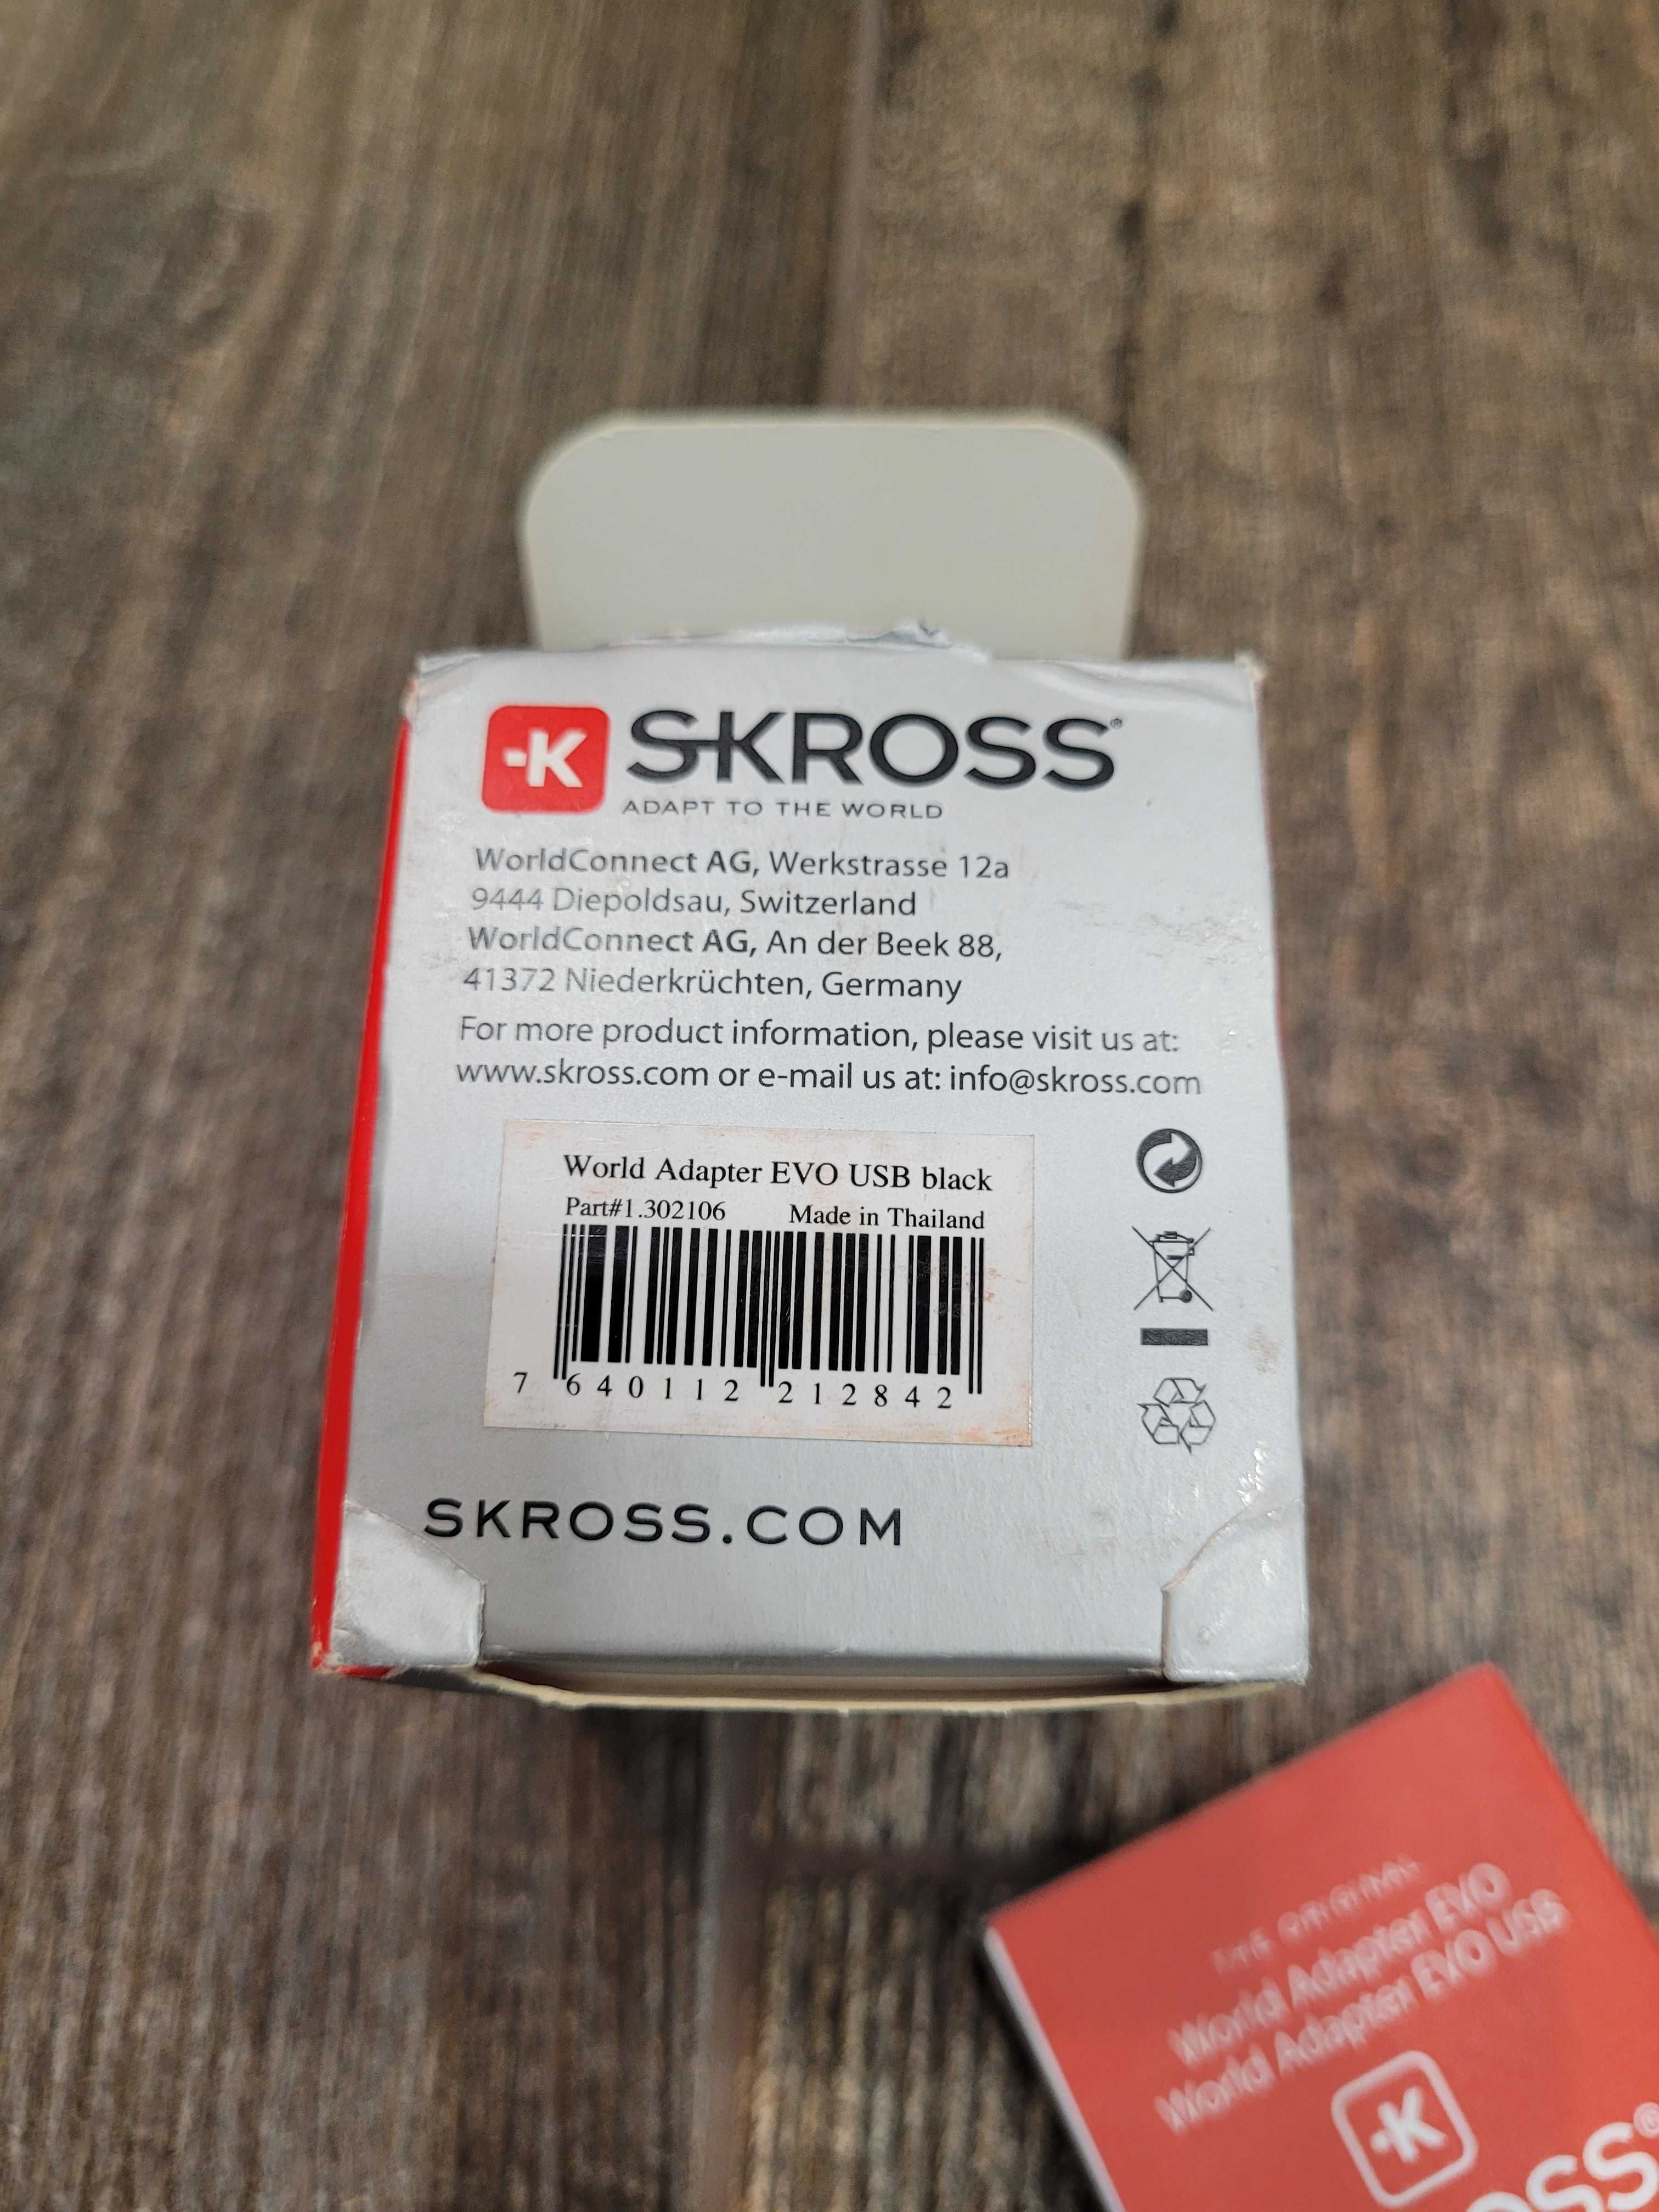 K SKROSS®
ADAPT TO THE WORLD
WorldConnect AG, Werkstrasse 12a
9444 Diepoldsau, Switzerland
WorldConnect AG, An der Beek 88,
41372 Niederkrüchten, Germany
For more product information, please visit us at:
www.skross.com or e-mail us at: info@skross.com
World Adapter EVO USB black
Part#1.302106 Made in Thailand
7 640112 212842
SKROSS.COM
THE ORIGINAL
World Adapter EVO
World Adapter EVO USB
K
OSS®